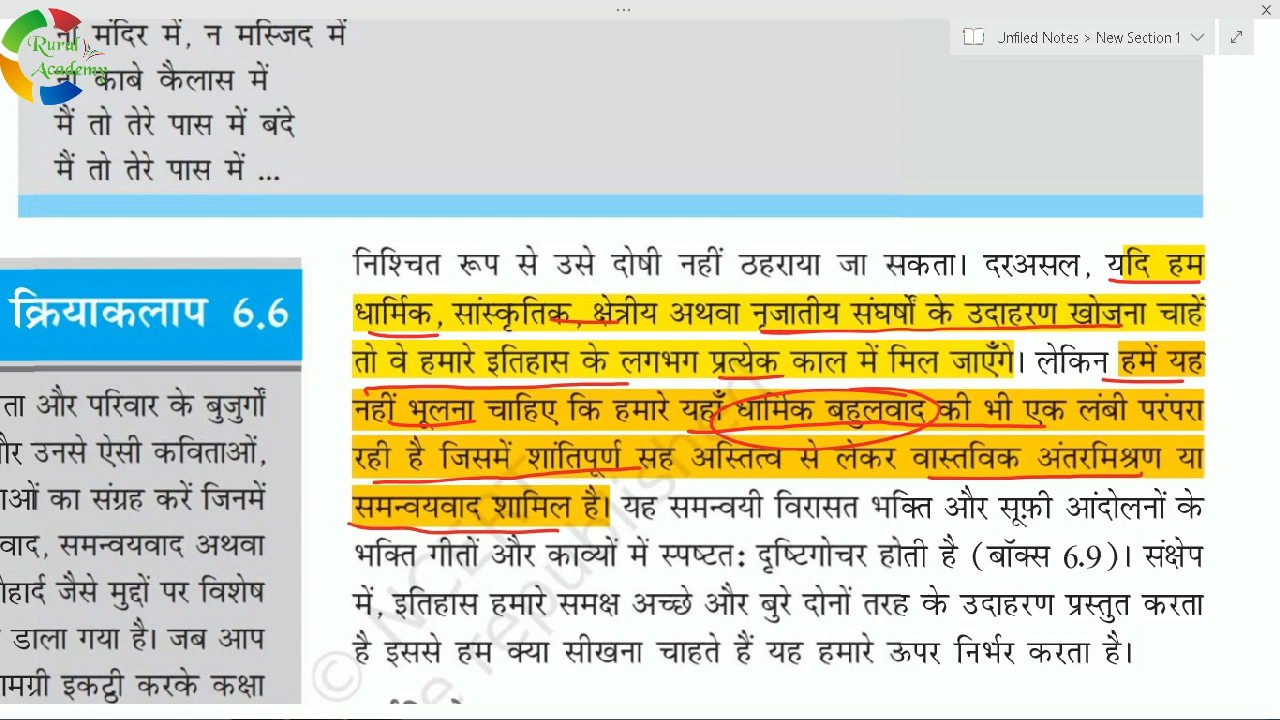 Rural
Academy
Unfiled Notes > New Section 1
ना मंदिर में, न मस्जिद में
ना काबे कैलास में
मैं तो तेरे पास में बंदे
मैं तो तेरे पास में ...
क्रियाकलाप 6.6
ता और परिवार के बुजुर्गों
और उनसे ऐसी कविताओं,
ाओं का संग्रह करें जिनमें
वाद, समन्वयवाद अथवा
ौहार्द जैसे मुद्दों पर विशेष
डाला गया है। जब आप
ामग्री इकट्ठी करके कक्षा
निश्चित रूप से उसे दोषी नहीं ठहराया जा सकता। दरअसल, यदि हम
धार्मिक, सांस्कृतिक, क्षेत्रीय अथवा नृजातीय संघर्षों के उदाहरण खोजना चाहें
तो वे हमारे इतिहास के लगभग प्रत्येक काल में मिल जाएँगे। लेकिन हमें यह
नहीं भूलना चाहिए कि हमारे यहाँ धार्मिक बहुलवाद की भी एक लंबी परंपरा
रही है जिसमें शांतिपूर्ण सह अस्तित्व से लेकर वास्तविक अंतरमिश्रण या
समन्वयवाद शामिल है। यह समन्वयी विरासत भक्ति और सूफ़ी आंदोलनों के
भक्ति गीतों और काव्यों में स्पष्टत: दृष्टिगोचर होती है (बॉक्स 6.9)। संक्षेप
में, इतिहास हमारे समक्ष अच्छे और बुरे दोनों तरह के उदाहरण प्रस्तुत करता
है इससे हम क्या सीखना चाहते हैं यह हमारे ऊपर निर्भर करता है।
© NCERT
be republished